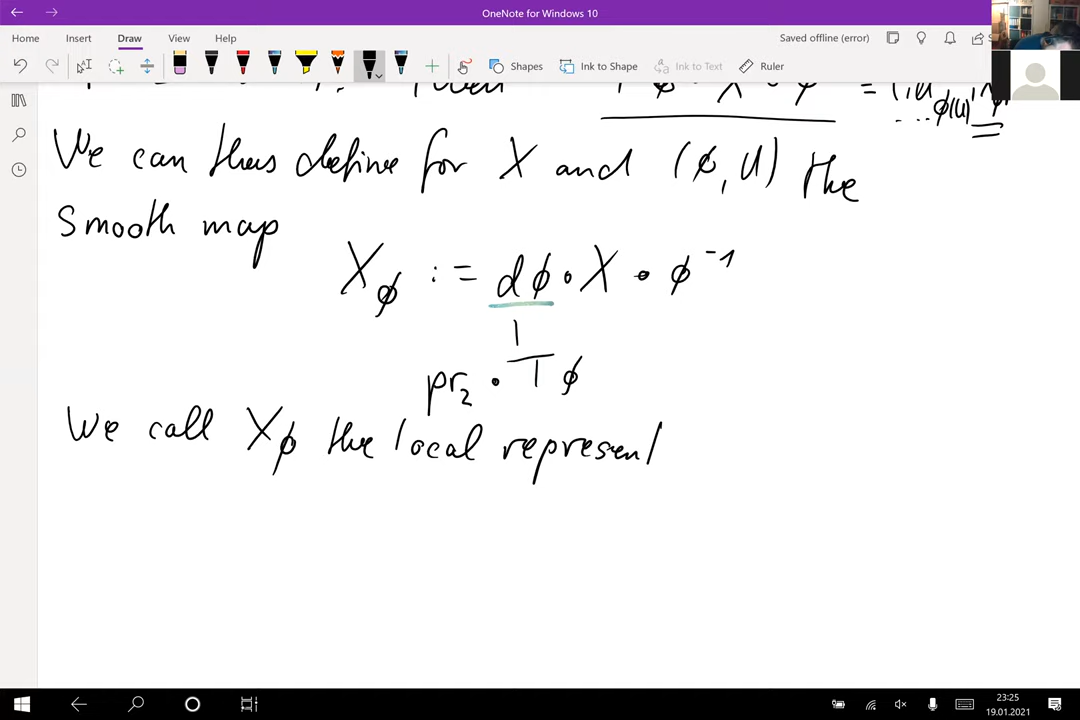 OneNote for Windows 10
Home Insert Draw View Help
Saved offline (error)
Shapes Ink to Shape Ink to Text Ruler
We can thus define for X and (ϕ, U) the
smooth map
X_ϕ := dϕ ∘ X ∘ ϕ⁻¹
pr₂ ∘ Tϕ
We call X_ϕ the local represent
23:25
19.01.2021